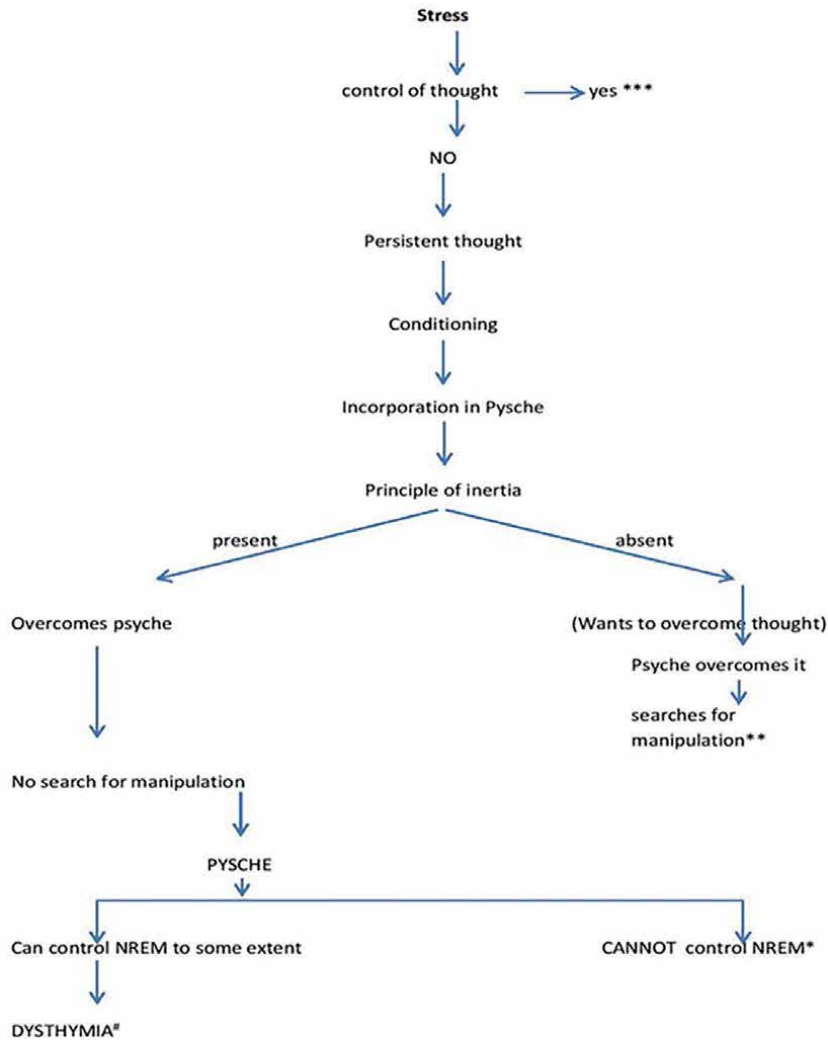 Stress
control of thought
yes ***
NO
Persistent thought
Conditioning
Incorporation in Pysche
Principle of inertia
present
absent
Overcomes psyche
(Wants to overcome thought)
Psyche overcomes it
searches for
manipulation**
No search for manipulation
PYSCHE
Can control NREM to some extent
CANNOT control NREM*
DYSTHYMIA#